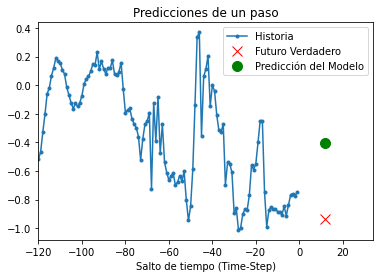 Predicciones de un paso
Historia
Futuro Verdadero
Predicción del Modelo
0.4
0.2
0.0
−0.2
−0.4
−0.6
−0.8
−1.0
−120 −100 −80 −60 −40 −20 0 20
Salto de tiempo (Time-Step)